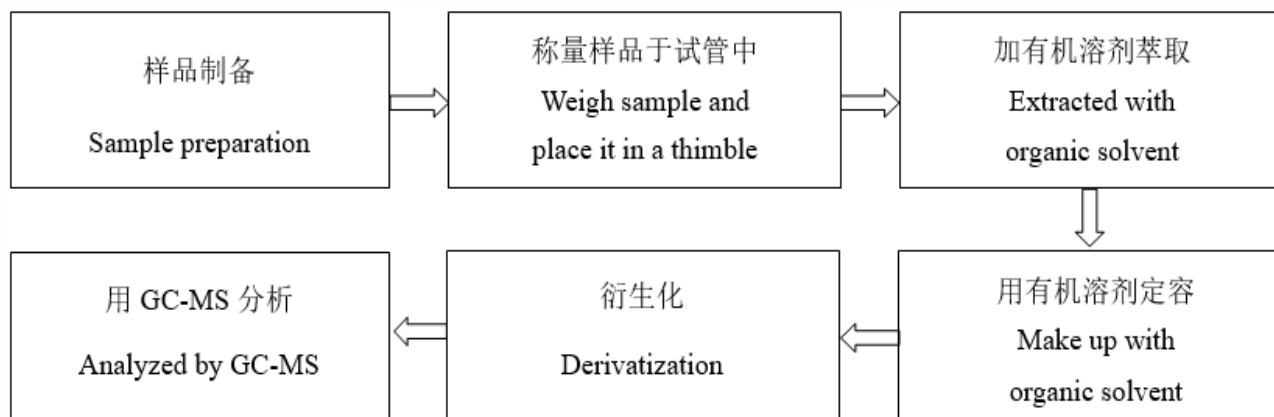 样品制备
Sample preparation
称量样品于试管中
Weigh sample and
place it in a thimble
加有机溶剂萃取
Extracted with
organic solvent
用有机溶剂定容
Make up with
organic solvent
衍生化
Derivatization
用 GC-MS 分析
Analyzed by GC-MS